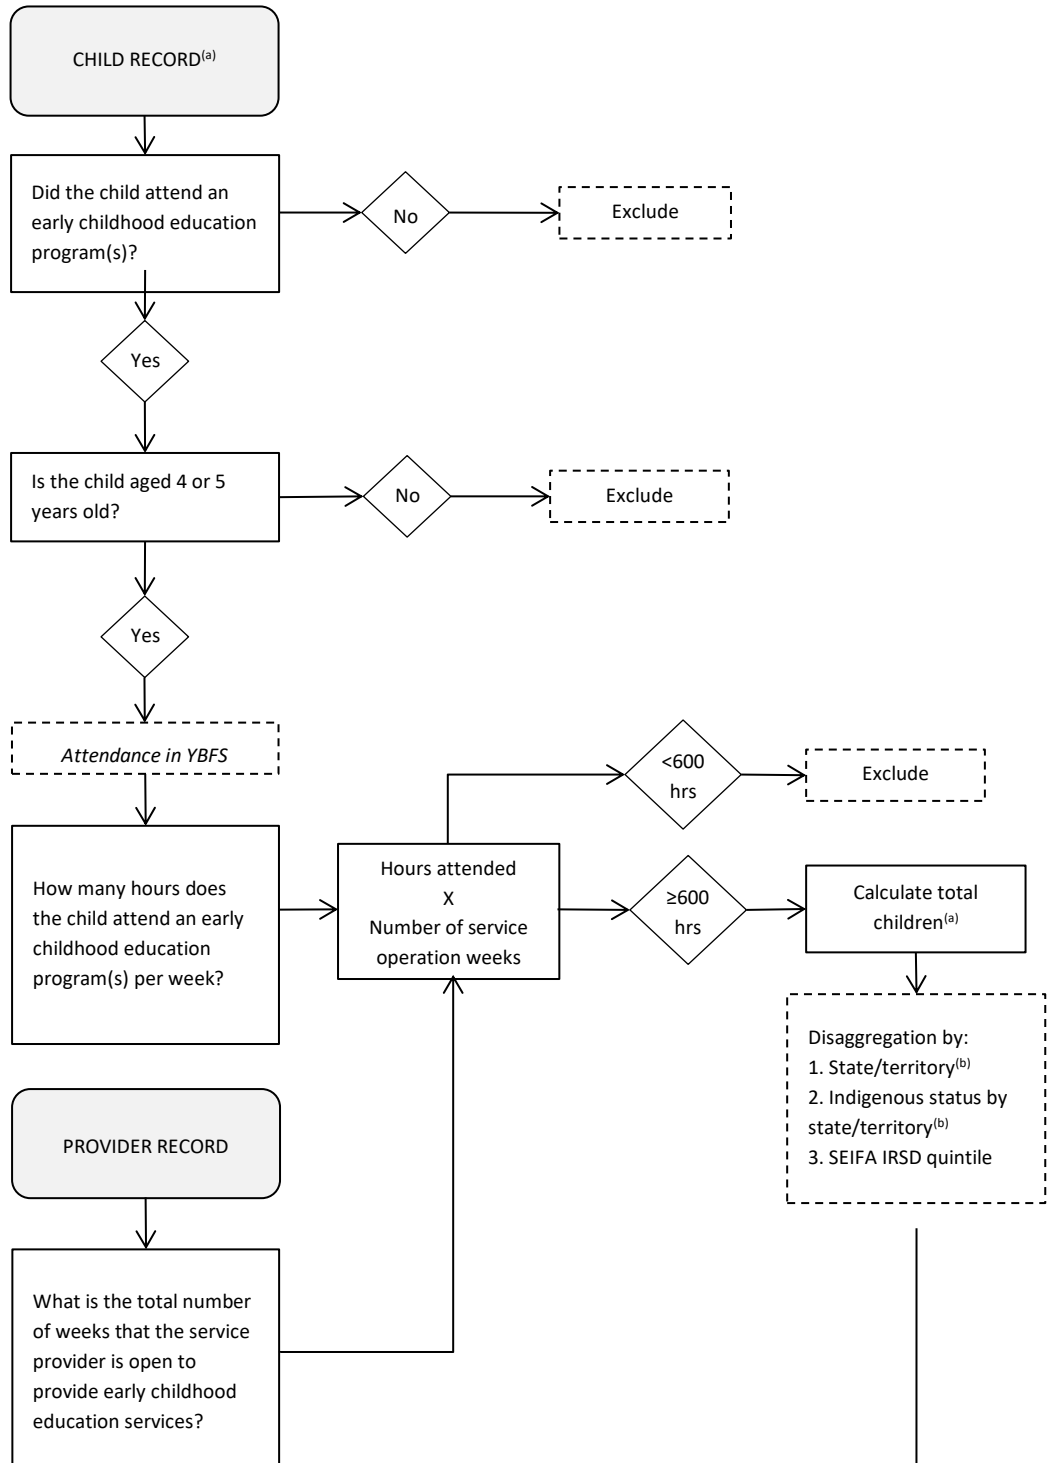 CHILD RECORD(a)
Did the child attend an
early childhood education
program(s)?
No
Exclude
Yes
Is the child aged 4 or 5
years old?
No
Exclude
Yes
Attendance in YBFS
<600
hrs
Exclude
How many hours does
the child attend an early
childhood education
program(s) per week?
Hours attended
X
Number of service
operation weeks
≥600
hrs
Calculate total
children(a)
Disaggregation by:
1. State/territory(b)
2. Indigenous status by
state/territory(b)
3. SEIFA IRSD quintile
PROVIDER RECORD
What is the total number
of weeks that the service
provider is open to
provide early childhood
education services?